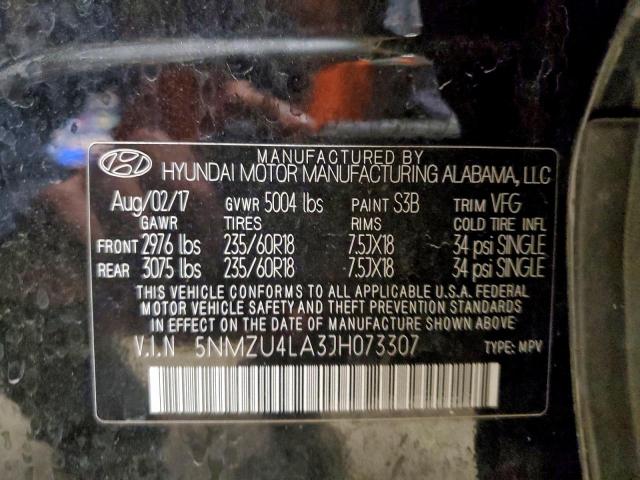 MANUFACTURED BY
HYUNDAI MOTOR MANUFACTURING ALABAMA, LLC
Aug/02/17 GVWR 5004 lbs PAINT S3B TRIM VFG
GAWR TIRES RIMS COLD TIRE INFL
FRONT 2976 lbs 235/60R18 7.5JX18 34 psi SINGLE
REAR 3075 lbs 235/60R18 7.5JX18 34 psi SINGLE
THIS VEHICLE CONFORMS TO ALL APPLICABLE U.S.A. FEDERAL
MOTOR VEHICLE SAFETY AND THEFT PREVENTION STANDARDS
IN EFFECT ON THE DATE OF MANUFACTURE SHOWN ABOVE.
V.I.N 5NMZU4LA3JH073307 TYPE: MPV